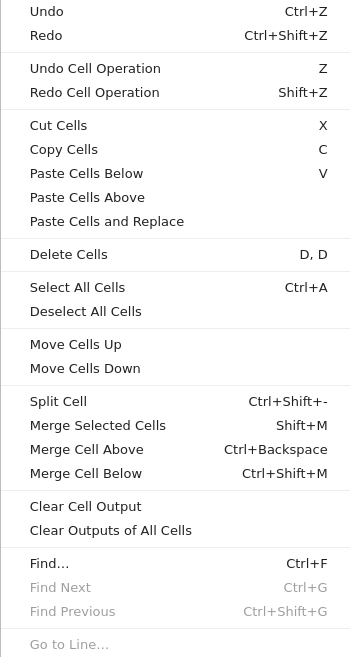 Undo Ctrl+Z
Redo Ctrl+Shift+Z
Undo Cell Operation Z
Redo Cell Operation Shift+Z
Cut Cells X
Copy Cells C
Paste Cells Below V
Paste Cells Above
Paste Cells and Replace
Delete Cells D, D
Select All Cells Ctrl+A
Deselect All Cells
Move Cells Up
Move Cells Down
Split Cell Ctrl+Shift+-
Merge Selected Cells Shift+M
Merge Cell Above Ctrl+Backspace
Merge Cell Below Ctrl+Shift+M
Clear Cell Output
Clear Outputs of All Cells
Find… Ctrl+F
Find Next Ctrl+G
Find Previous Ctrl+Shift+G
Go to Line…